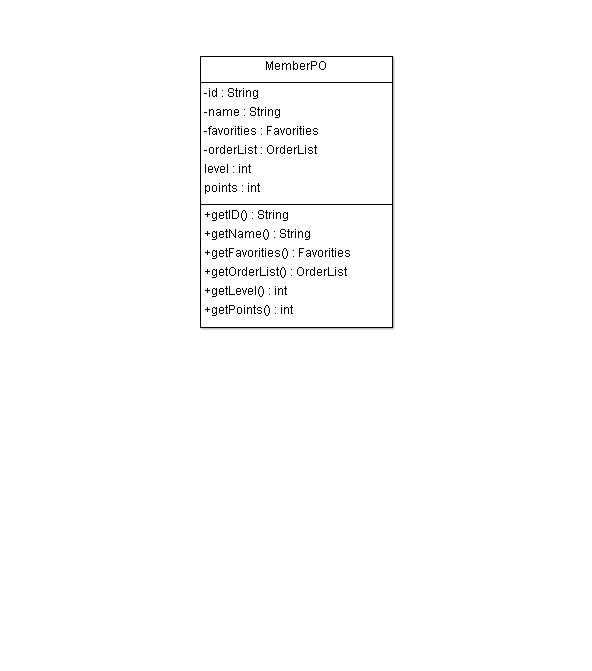 MemberPO
-id : String
-name : String
-favorities : Favorities
-orderList : OrderList
level : int
points : int
+getID() : String
+getName() : String
+getFavorities() : Favorities
+getOrderList() : OrderList
+getLevel() : int
+getPoints() : int